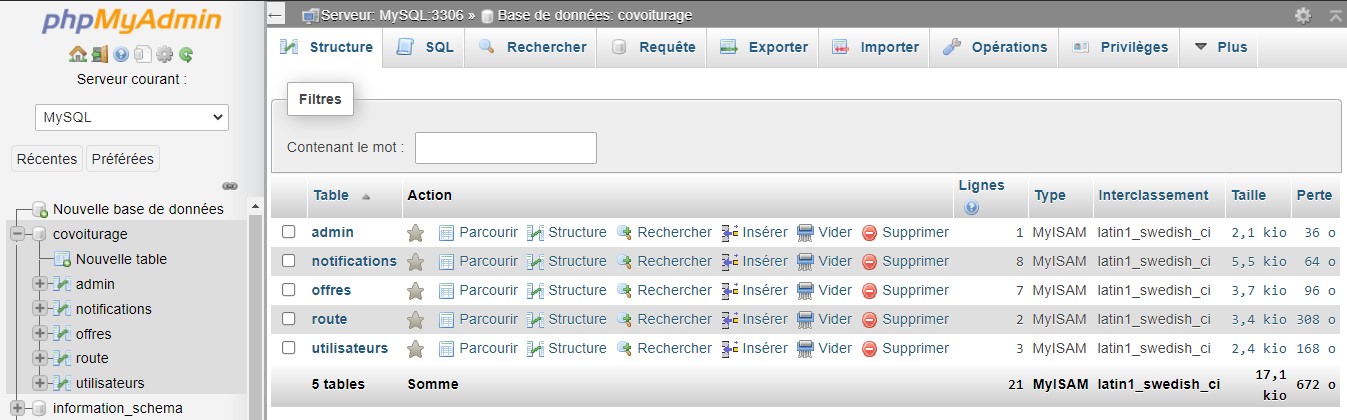 phpMyAdmin
Serveur courant :
MySQL
Récentes Préférées
Nouvelle base de données
covoiturage
Nouvelle table
admin
notifications
offres
route
utilisateurs
information_schema
Serveur: MySQL:3306 » Base de données: covoiturage
Structure SQL Rechercher Requête Exporter Importer Opérations Privilèges Plus
Filtres
Contenant le mot :
Table Action Lignes Type Interclassement Taille Perte
admin Parcourir Structure Rechercher Insérer Vider Supprimer 1 MyISAM latin1_swedish_ci 2,1 kio 36 o
notifications Parcourir Structure Rechercher Insérer Vider Supprimer 8 MyISAM latin1_swedish_ci 5,5 kio 64 o
offres Parcourir Structure Rechercher Insérer Vider Supprimer 7 MyISAM latin1_swedish_ci 3,7 kio 96 o
route Parcourir Structure Rechercher Insérer Vider Supprimer 2 MyISAM latin1_swedish_ci 3,4 kio 308 o
utilisateurs Parcourir Structure Rechercher Insérer Vider Supprimer 3 MyISAM latin1_swedish_ci 2,4 kio 168 o
5 tables Somme 21 MyISAM latin1_swedish_ci 17,1 kio 672 o